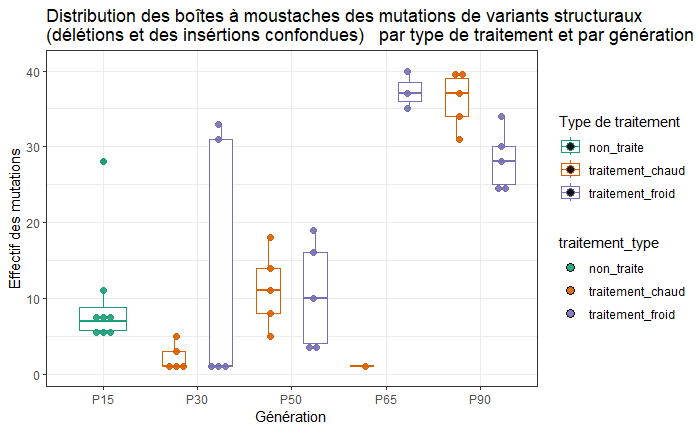 Distribution des boîtes à moustaches des mutations de variants structuraux
(délétions et des insértions confondues)   par type de traitement et par génération
Effectif des mutations
40
30
20
10
0
P15
P30
P50
P65
P90
Génération
Type de traitement
non_traite
traitement_chaud
traitement_froid
traitement_type
non_traite
traitement_chaud
traitement_froid